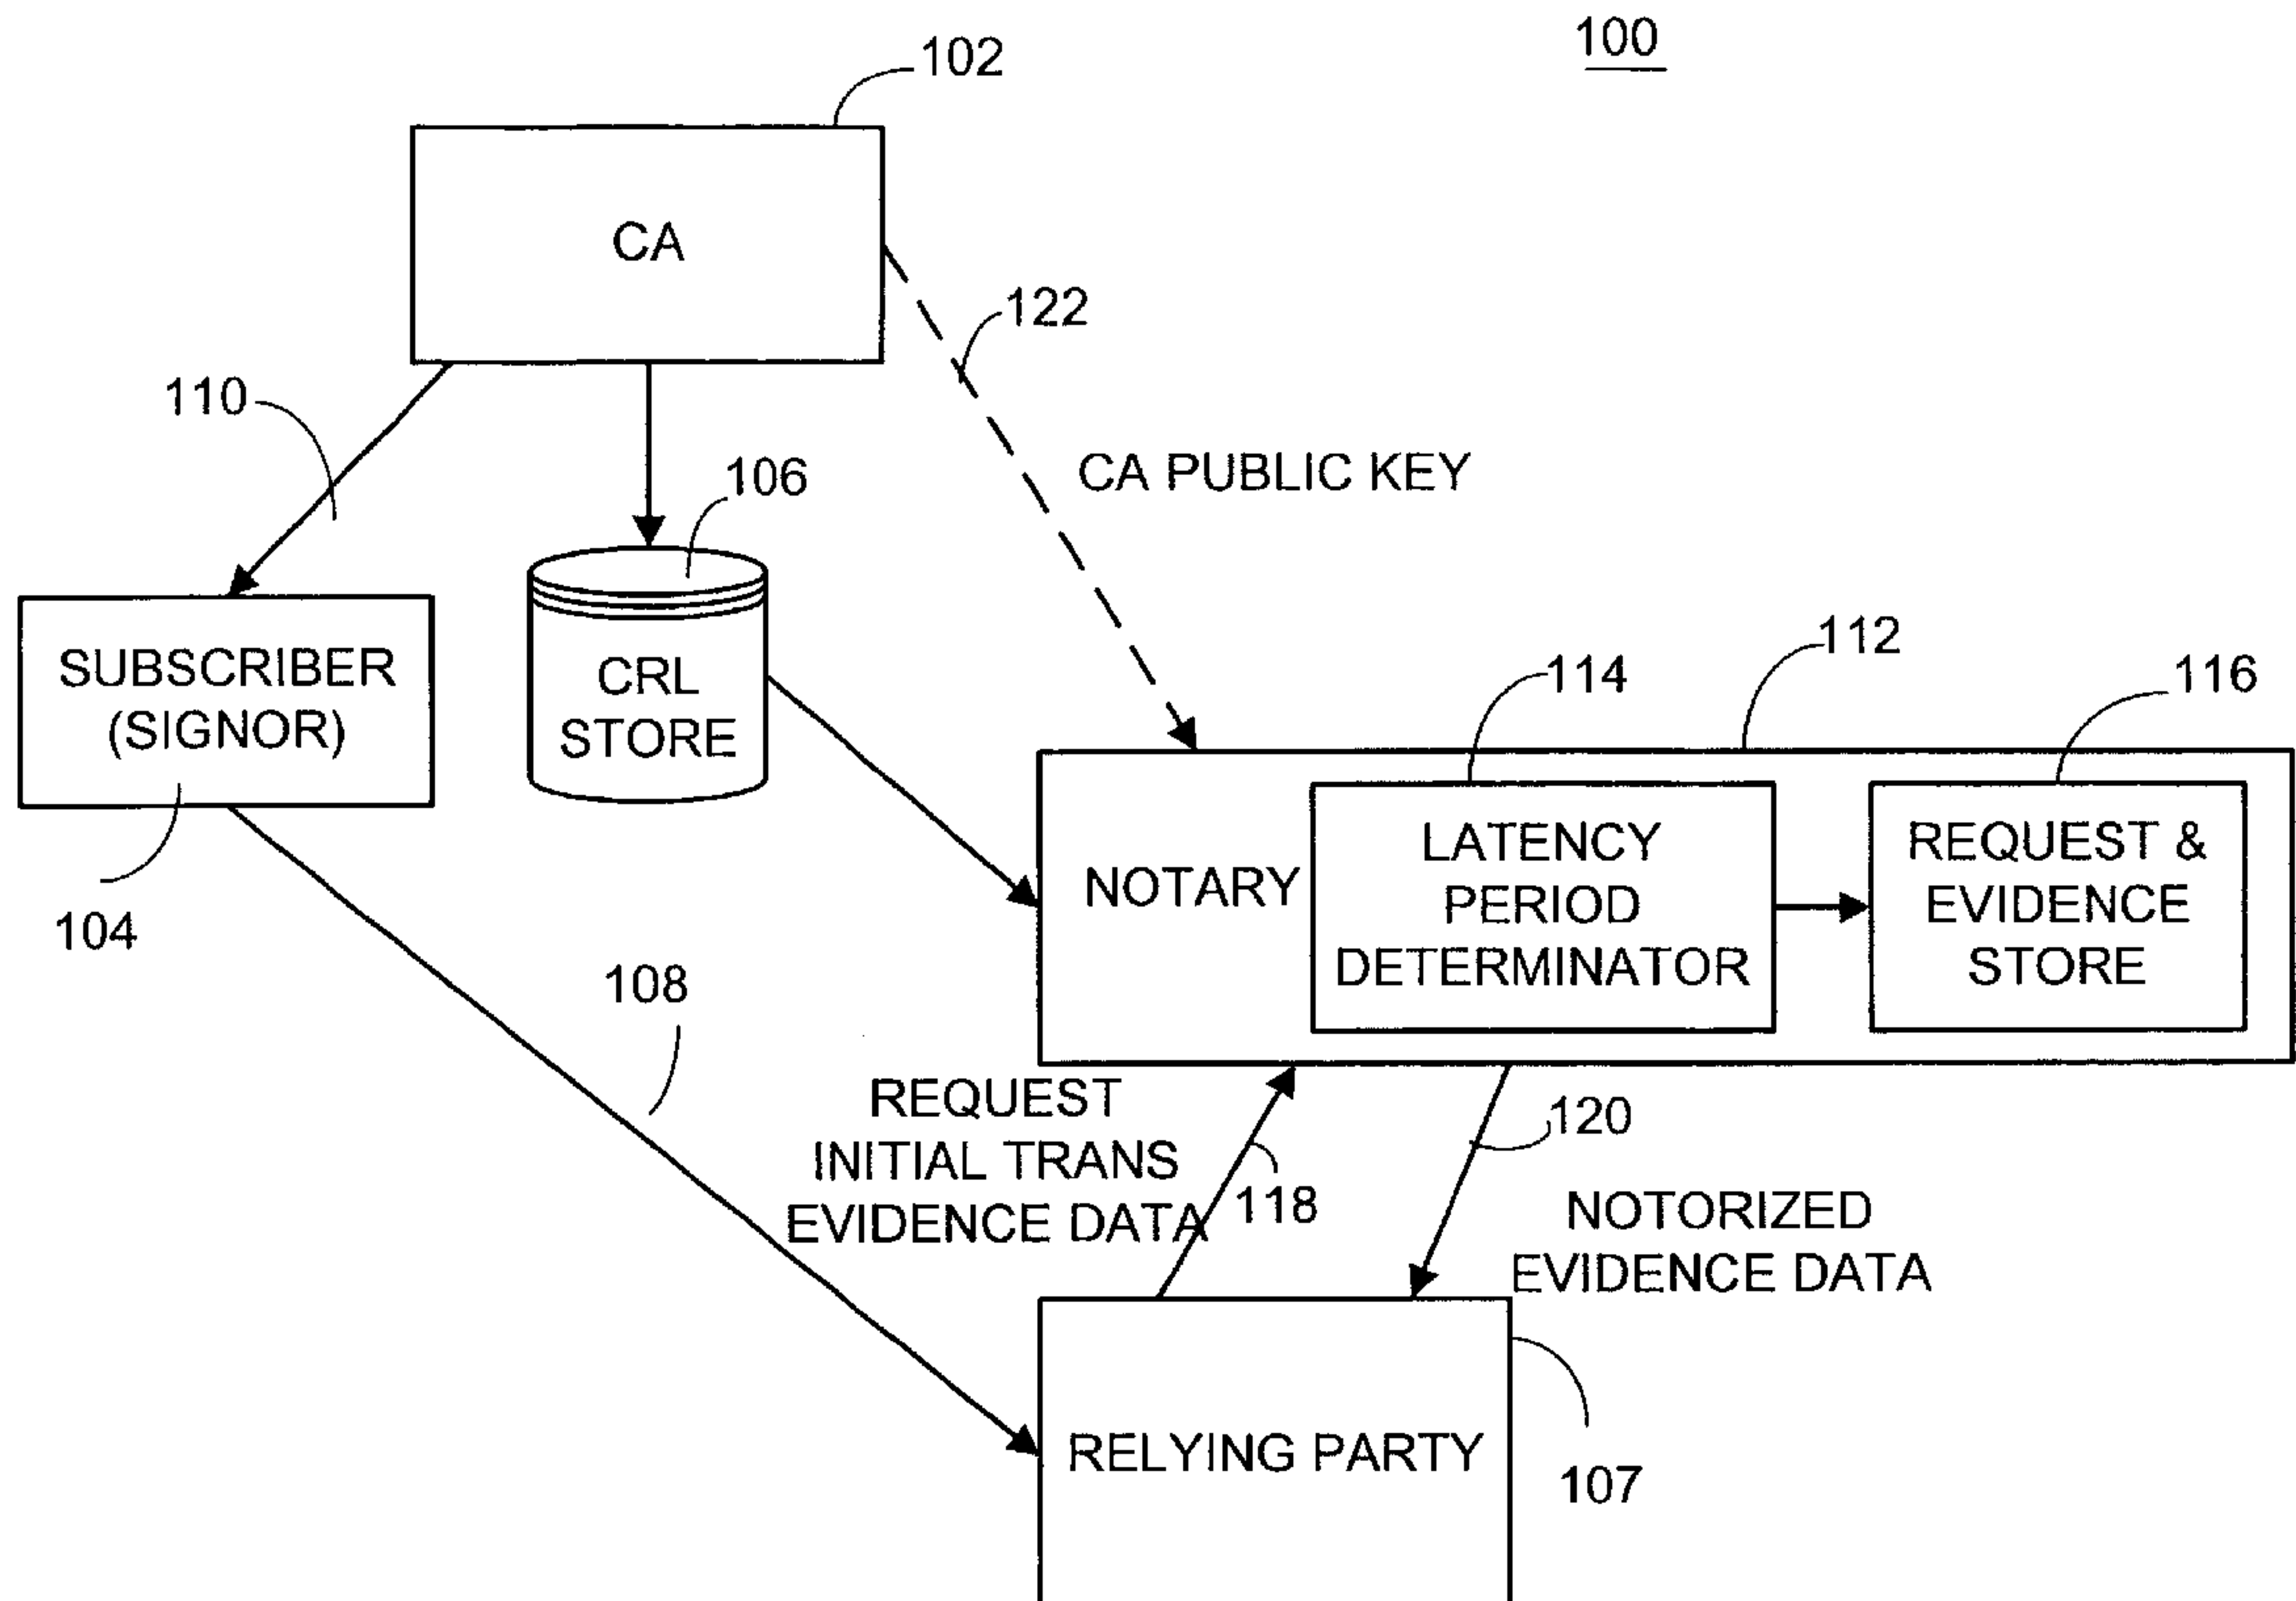 100
102
CA
122
110
CA PUBLIC KEY
106
SUBSCRIBER
(SIGNOR)
104
CRL
STORE
112
114
116
NOTARY
LATENCY
PERIOD
DETERMINATOR
REQUEST &
EVIDENCE
STORE
108
REQUEST
INITIAL TRANS
EVIDENCE DATA
118
120
NOTORIZED
EVIDENCE DATA
RELYING PARTY
107